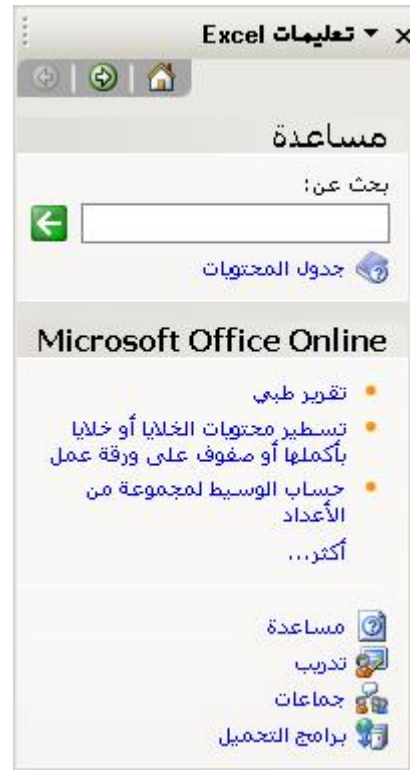 تعليمات Excel
مساعدة
بحث عن:
جدول المحتويات
Microsoft Office Online
تقرير طبي
تسطير محتويات الخلايا أو خلايا
بأكملها أو صفوف على ورقة عمل
حساب الوسيط لمجموعة من
الأعداد
أكثر...
مساعدة
تدريب
جماعات
برامج التحميل